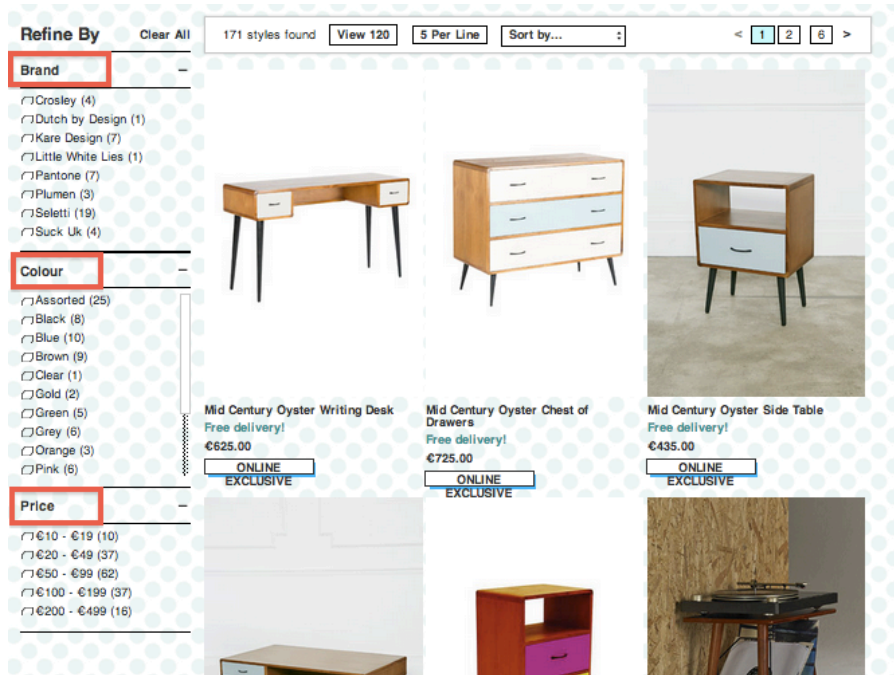 Refine By Clear All
171 styles found View 120 5 Per Line Sort by... < 1 2 6 >
Brand –
Crosley (4)
Dutch by Design (1)
Kare Design (7)
Little White Lies (1)
Pantone (7)
Plumen (3)
Seletti (19)
Suck Uk (4)
Colour –
Assorted (25)
Black (8)
Blue (10)
Brown (9)
Clear (1)
Gold (2)
Green (5)
Grey (6)
Orange (3)
Pink (6)
Price –
€10 - €19 (10)
€20 - €49 (37)
€50 - €99 (62)
€100 - €199 (37)
€200 - €499 (16)
Mid Century Oyster Writing Desk
Free delivery!
€625.00
ONLINE
EXCLUSIVE
Mid Century Oyster Chest of
Drawers
Free delivery!
€725.00
ONLINE
EXCLUSIVE
Mid Century Oyster Side Table
Free delivery!
€435.00
ONLINE
EXCLUSIVE